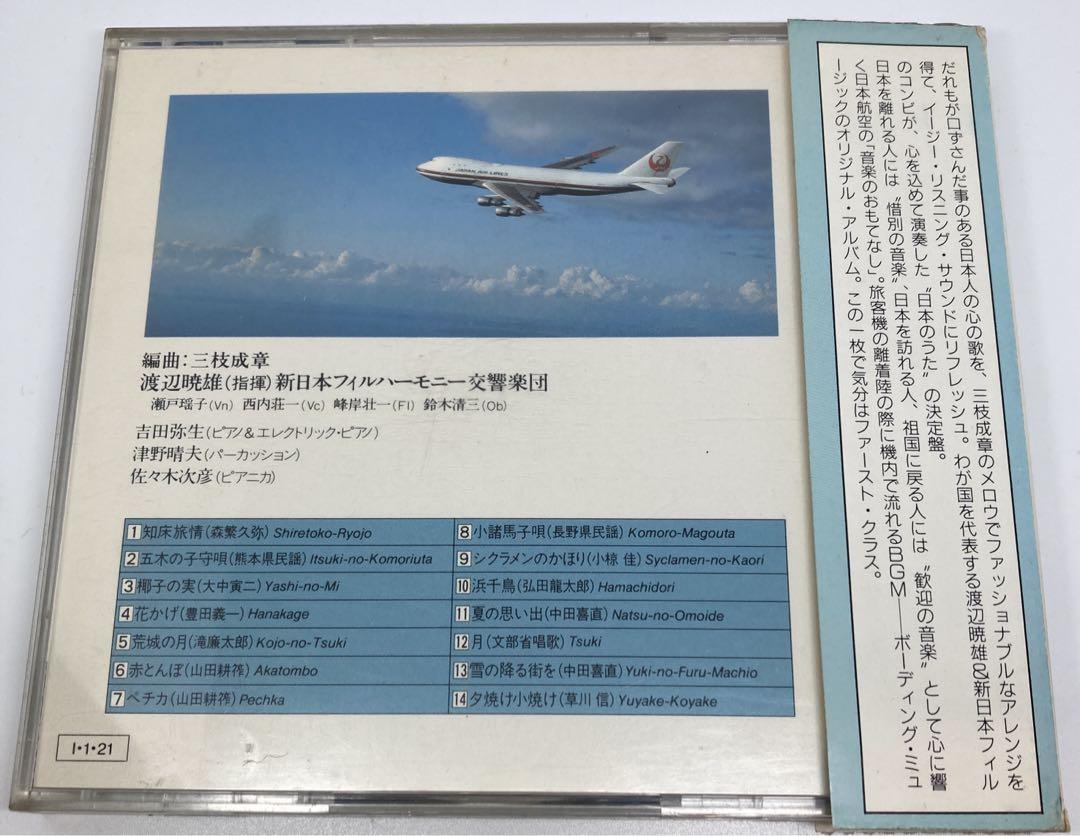 JAPAN AIR LINES
編曲：三枝成章
渡辺暁雄(指揮)新日本フィルハーモニー交響楽団
瀬戸瑶子(Vn) 西内荘一(Vc) 峰岸壮一(Fl) 鈴木清三(Ob)
吉田弥生(ピアノ&エレクトリック・ピアノ)
津野晴夫(パーカッション)
佐々木次彦(ピアニカ)
1 知床旅情(森繁久弥) Shiretoko-Ryojo
2 五木の子守唄(熊本県民謡) Itsuki-no-Komoriuta
3 椰子の実(大中寅二) Yashi-no-Mi
4 花かげ(豊田義一) Hanakage
5 荒城の月(滝廉太郎) Kojo-no-Tsuki
6 赤とんぼ(山田耕筰) Akatombo
7 ペチカ(山田耕筰) Pechka
8 小諸馬子唄(長野県民謡) Komoro-Magouta
9 シクラメンのかほり(小椋 佳) Syclamen-no-Kaori
10 浜千鳥(弘田龍太郎) Hamachidori
11 夏の思い出(中田喜直) Natsu-no-Omoide
12 月(文部省唱歌) Tsuki
13 雪の降る街を(中田喜直) Yuki-no-Furu-Machio
14 夕焼け小焼け(草川 信) Yuyake-Koyake
I・1・21
だれもが口ずさんだ事のある日本人の心の歌を、三枝成章のメロウでファッショナブルなアレンジを
得て、イージー・リスニング・サウンドにリフレッシュ。わが国を代表する渡辺暁雄&新日本フィル
のコンビが、心を込めて演奏した"日本のうた"の決定盤。
日本を離れる人には"惜別の音楽"、日本を訪れる人、祖国に戻る人には"歓迎の音楽"として心に響
く日本航空の「音楽のおもてなし」。旅客機の離着陸の際に機内で流れるBGM——ボーディング・ミュ
ージックのオリジナル・アルバム。この一枚で気分はファースト・クラス。